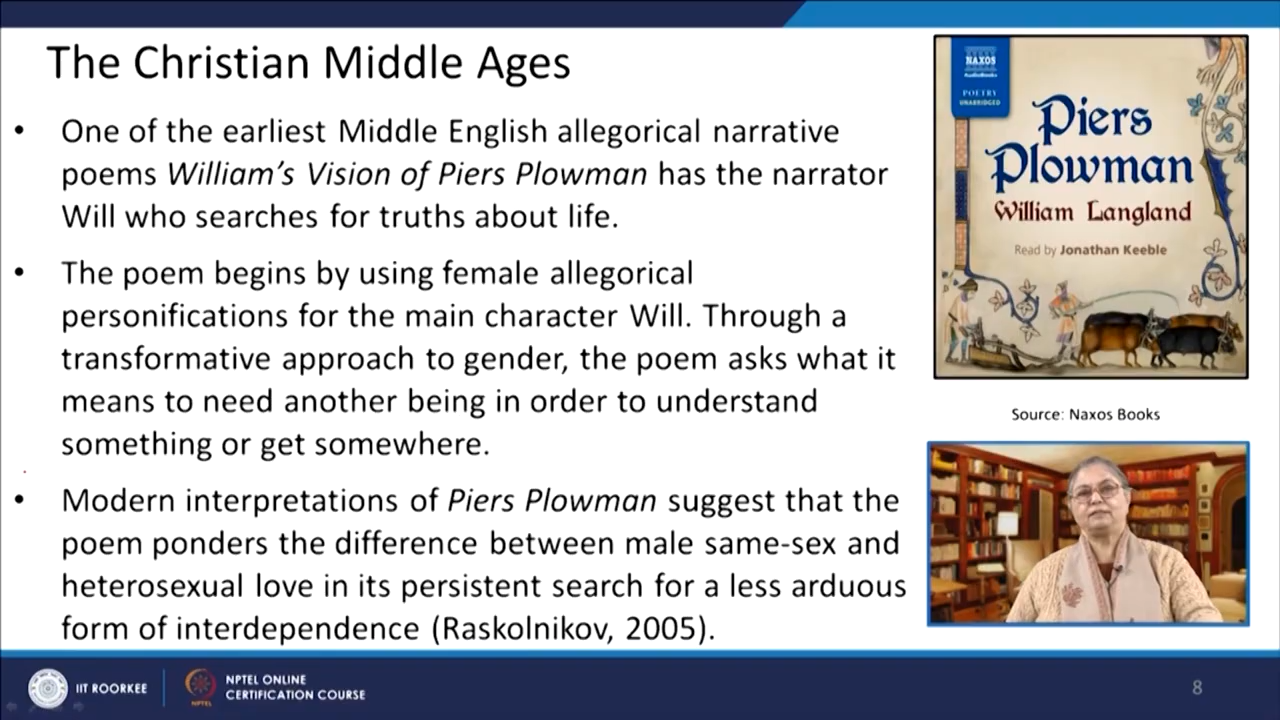 The Christian Middle Ages
• One of the earliest Middle English allegorical narrative
poems William’s Vision of Piers Plowman has the narrator
Will who searches for truths about life.
• The poem begins by using female allegorical
personifications for the main character Will. Through a
transformative approach to gender, the poem asks what it
means to need another being in order to understand
something or get somewhere.
• Modern interpretations of Piers Plowman suggest that the
poem ponders the difference between male same-sex and
heterosexual love in its persistent search for a less arduous
form of interdependence (Raskolnikov, 2005).
NAXOS
AudioBooks
POETRY
UNABRIDGED
Piers
Plowman
William Langland
Read by Jonathan Keeble
Source: Naxos Books
IIT ROORKEE
NPTEL
NPTEL ONLINE
CERTIFICATION COURSE
8